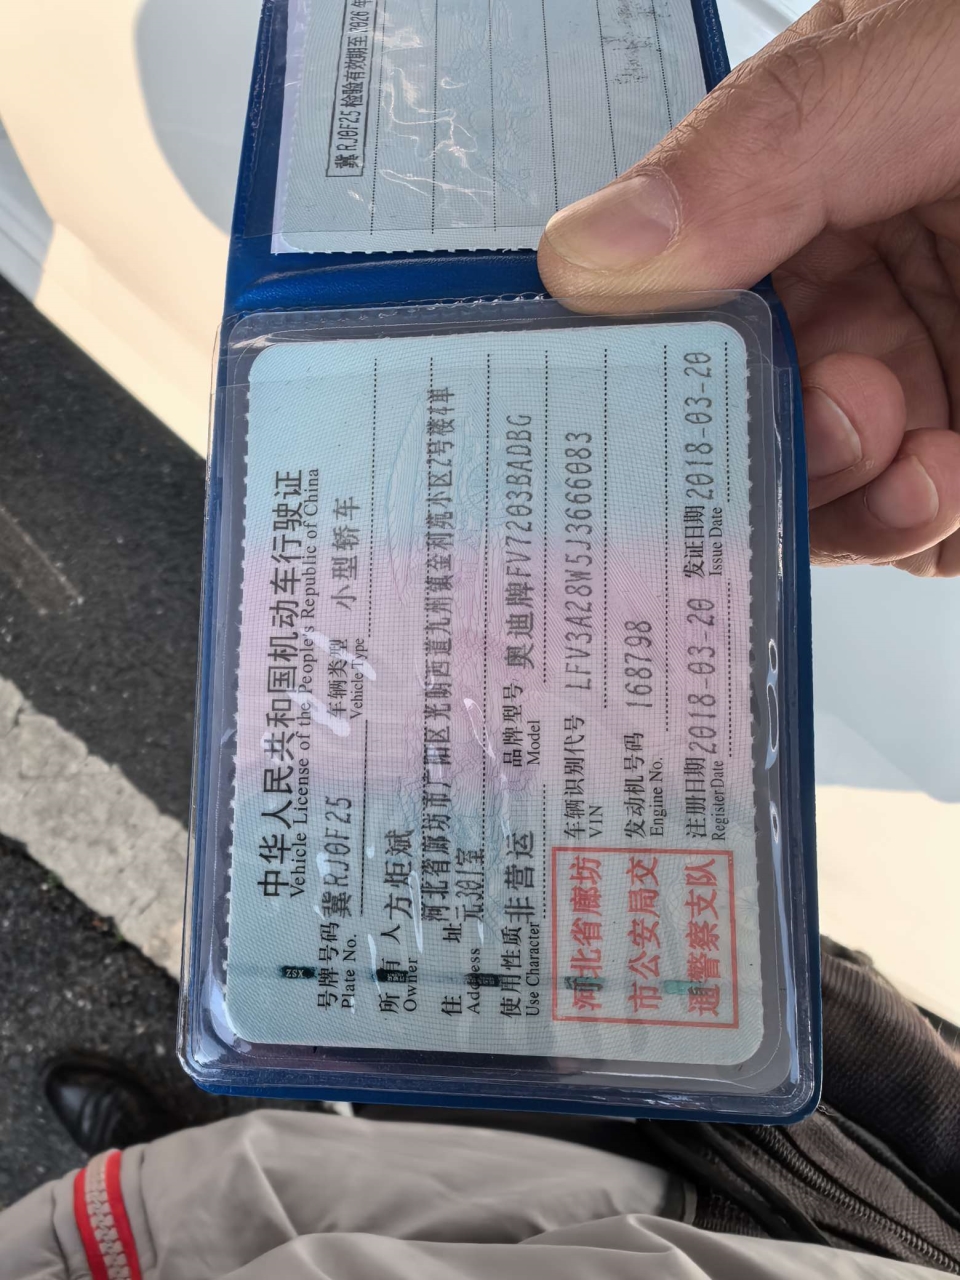 冀RJ0F25 检验有效期至2026年
中华人民共和国机动车行驶证
Vehicle License of the People's Republic of China
号牌号码 冀RJ0F25 车辆类型 小型轿车
Plate No. Vehicle Type
所有人 方炬斌
Owner
住址 河北省廊坊市广阳区光明西道九州镇金利苑小区2号楼4单
元301室
Address
使用性质 非营运 品牌型号 奥迪牌FV7203BADBG
Use Character Model
车辆识别代号 LFV3A28W5J3666083
VIN
发动机号码 168798
Engine No.
注册日期 2018-03-20 发证日期 2018-03-20
Register Date Issue Date
河北省廊坊
市公安局交
通警察支队
XSZ